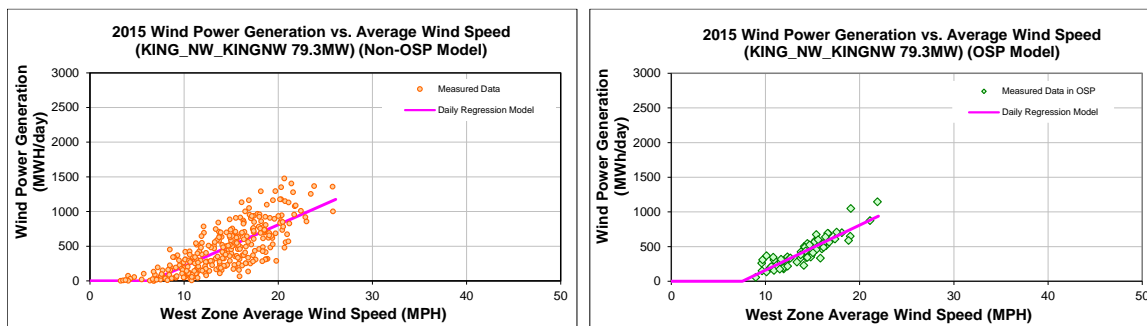 2015 Wind Power Generation vs. Average Wind Speed
(KING_NW_KINGNW 79.3MW) (Non-OSP Model)
Wind Power Generation
(MWH/day)
3000
2500
2000
1500
1000
500
0
Measured Data
Daily Regression Model
0 10 20 30 40 50
West Zone Average Wind Speed (MPH)
2015 Wind Power Generation vs. Average Wind Speed
(KING_NW_KINGNW 79.3MW) (OSP Model)
Wind Power Generation
(MWh/day)
3000
2500
2000
1500
1000
500
0
Measured Data in OSP
Daily Regression Model
0 10 20 30 40 50
West Zone Average Wind Speed (MPH)